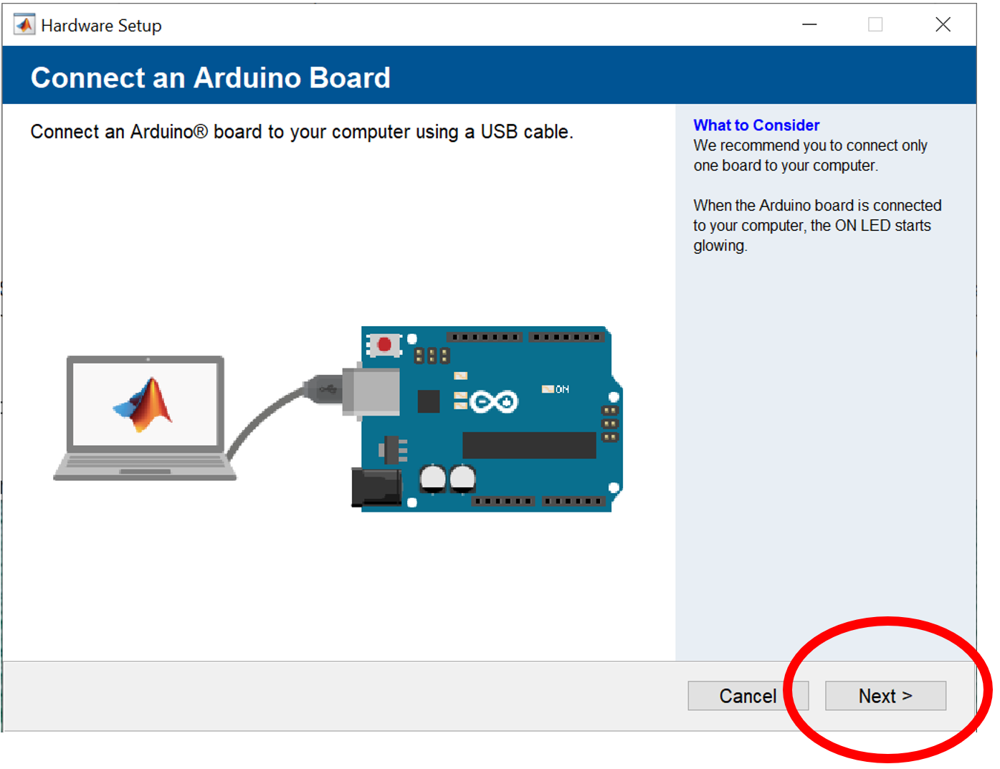 Hardware Setup
Connect an Arduino Board
Connect an Arduino® board to your computer using a USB cable.
What to Consider
We recommend you to connect only
one board to your computer.
When the Arduino board is connected
to your computer, the ON LED starts
glowing.
ON
Cancel
Next >